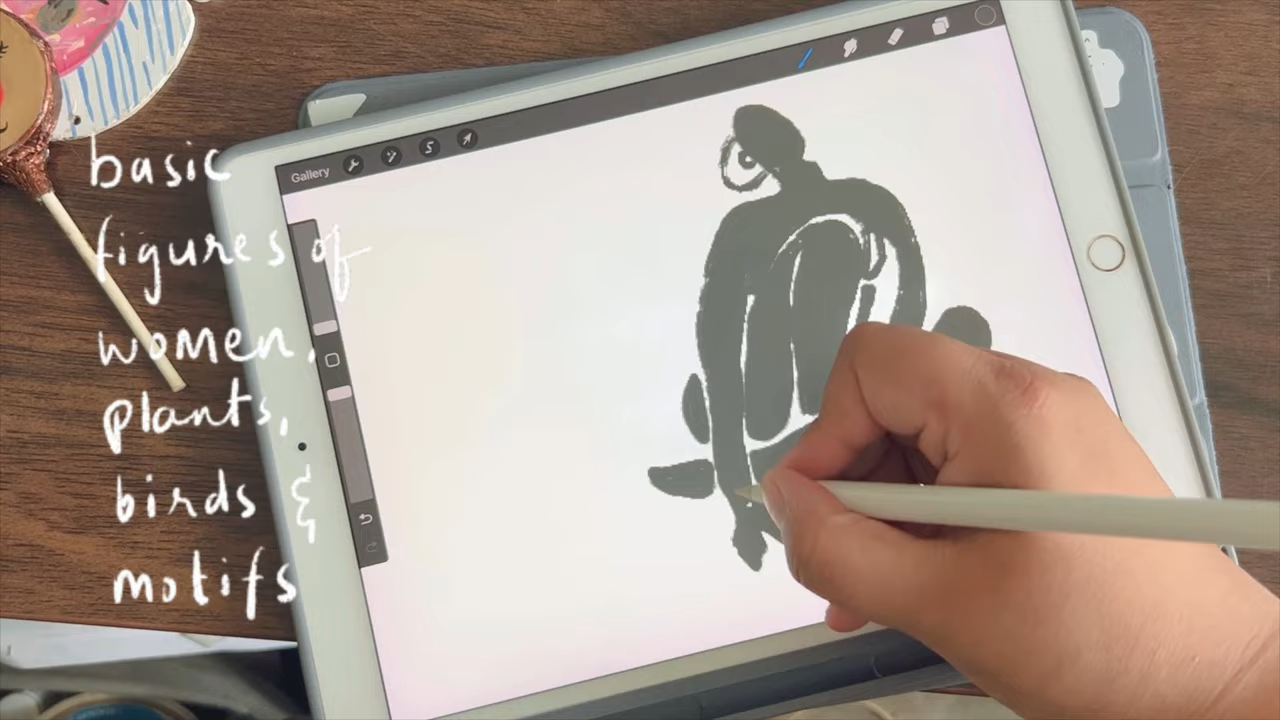 basic
figures of
women,
plants,
birds &
motifs
Gallery